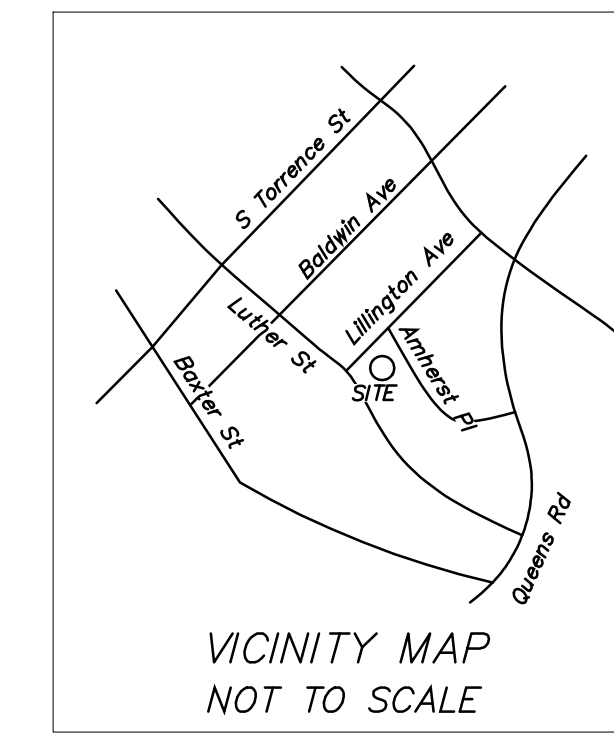 S Torrence St
Baldwin Ave
Lillington Ave
Luther St
Amherst Pl
Baxter St
SITE
Queens Rd
VICINITY MAP
NOT TO SCALE